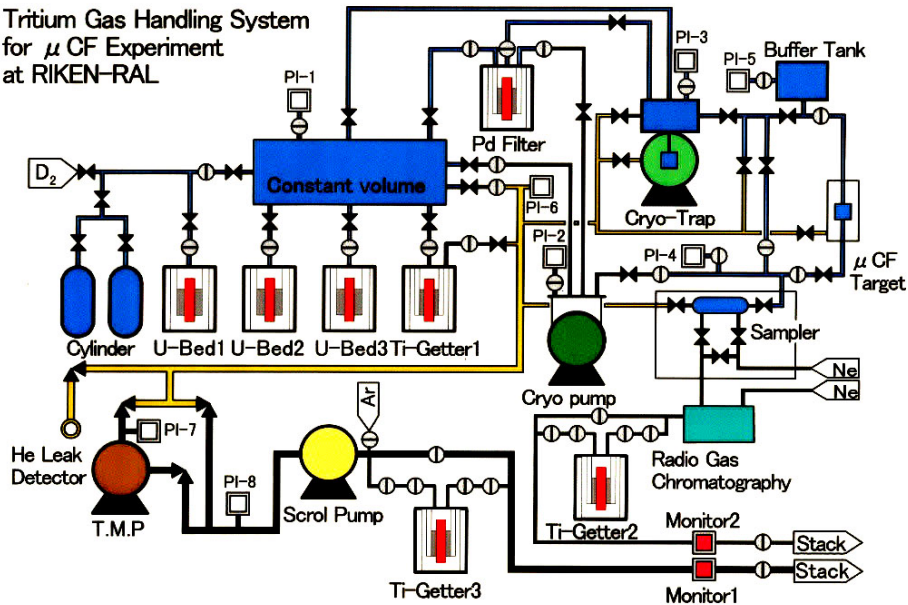 Tritium Gas Handling System
for μ CF Experiment
at RIKEN-RAL
PI-1
PI-3
PI-5
Buffer Tank
Pd Filter
D2
Constant volume
PI-6
Cryo-Trap
PI-2
PI-4
μ CF
Target
Cylinder
U-Bed1
U-Bed2
U-Bed3
Ti-Getter1
Sampler
Cryo pump
Ne
Ne
Ar
He Leak
Detector
PI-7
T.M.P
PI-8
Scrol Pump
Radio Gas
Chromatography
Ti-Getter2
Ti-Getter3
Monitor2
Stack
Stack
Monitor1